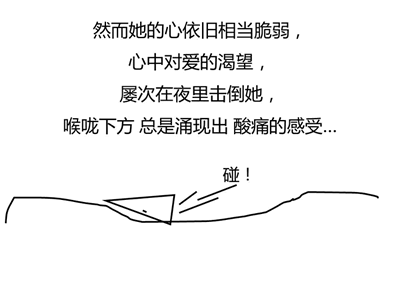 然而她的心依旧相当脆弱，
心中对爱的渴望，
屡次在夜里击倒她，
喉咙下方 总是涌现出 酸痛的感受...
碰！